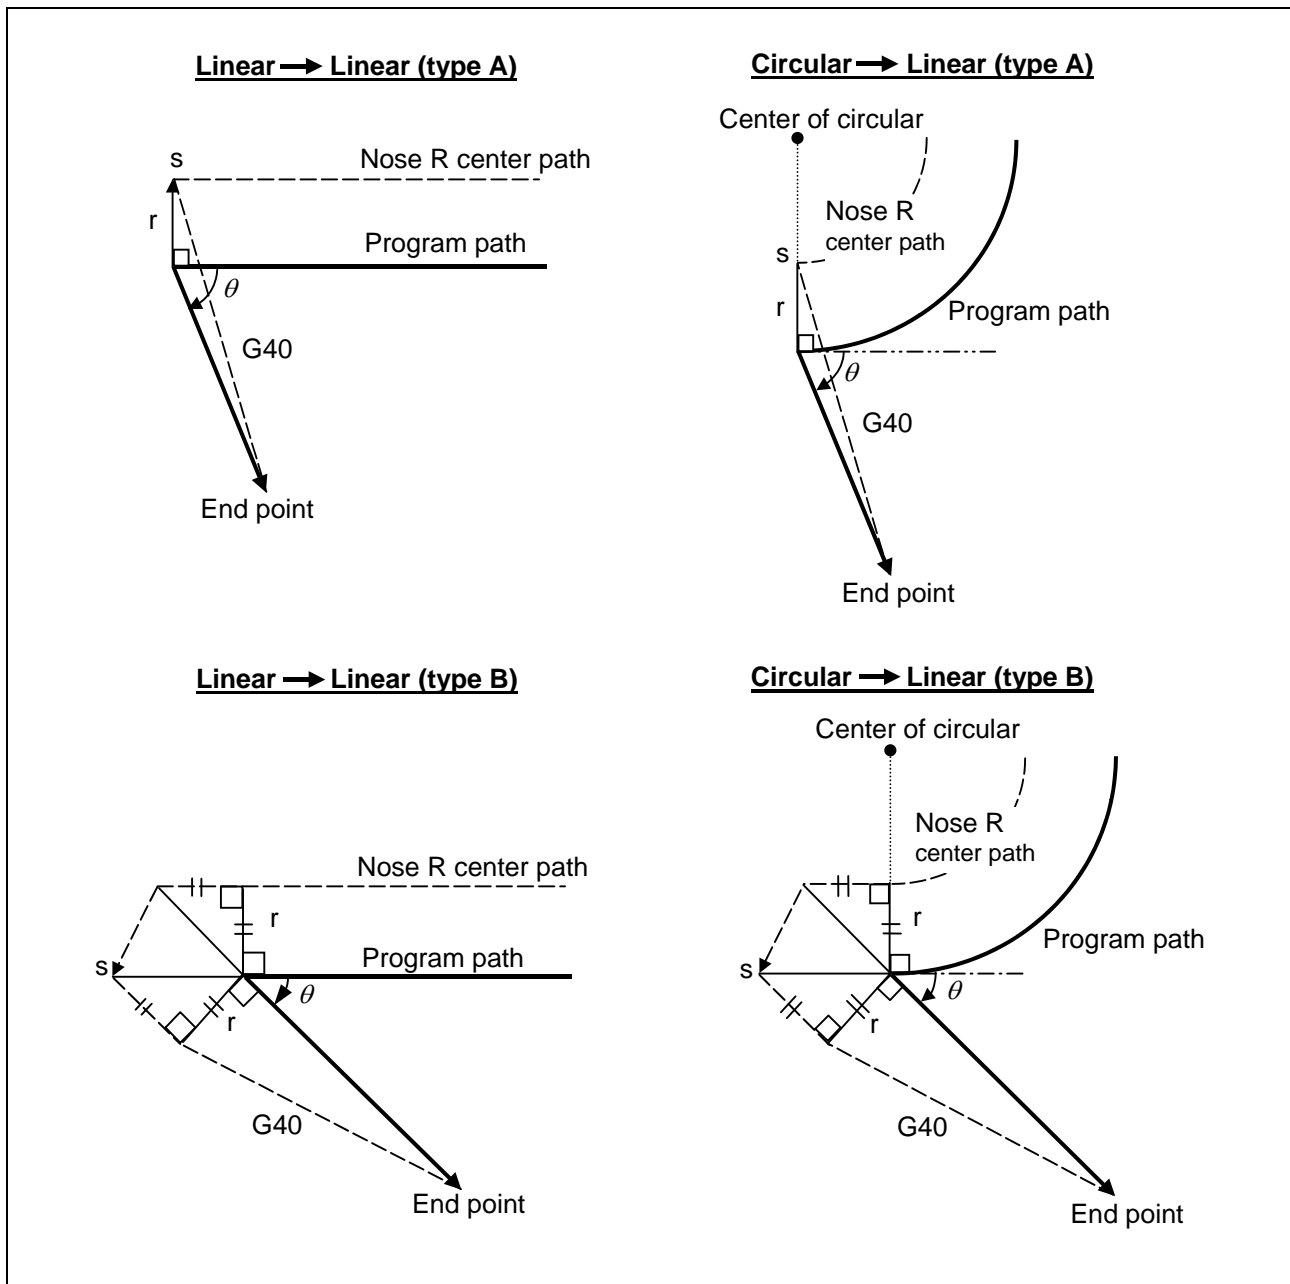 Linear → Linear (type A)
s
Nose R center path
r
Program path
θ
G40
End point
Circular → Linear (type A)
Center of circular
Nose R
center path
s
r
Program path
θ
G40
End point
Linear → Linear (type B)
Nose R center path
r
s
Program path
θ
r
G40
End point
Circular → Linear (type B)
Center of circular
Nose R
center path
r
Program path
s
θ
r
G40
End point